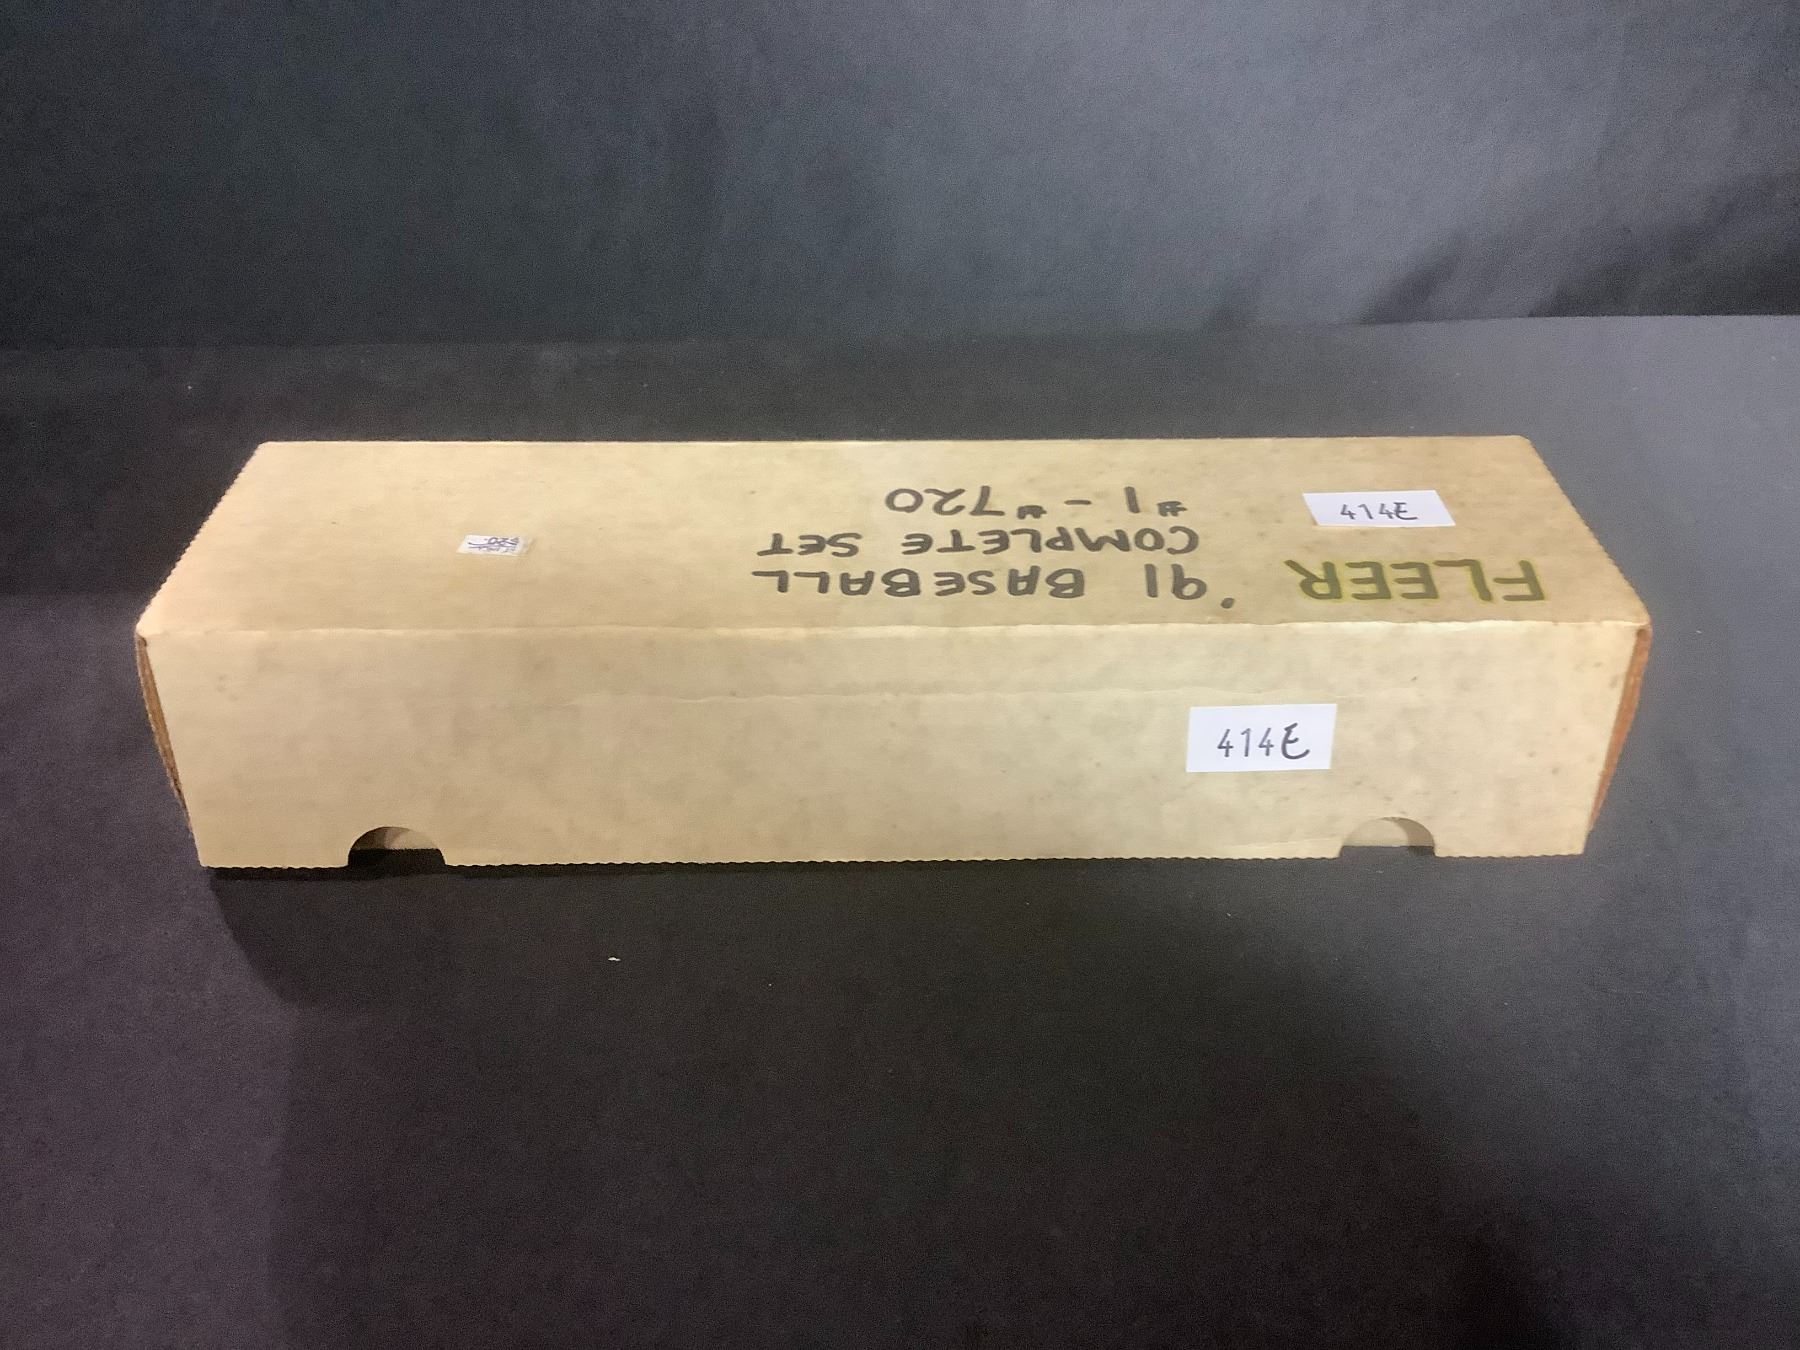 FLEER '91 BASEBALL
COMPLETE SET
#1 - #720
414E
414E